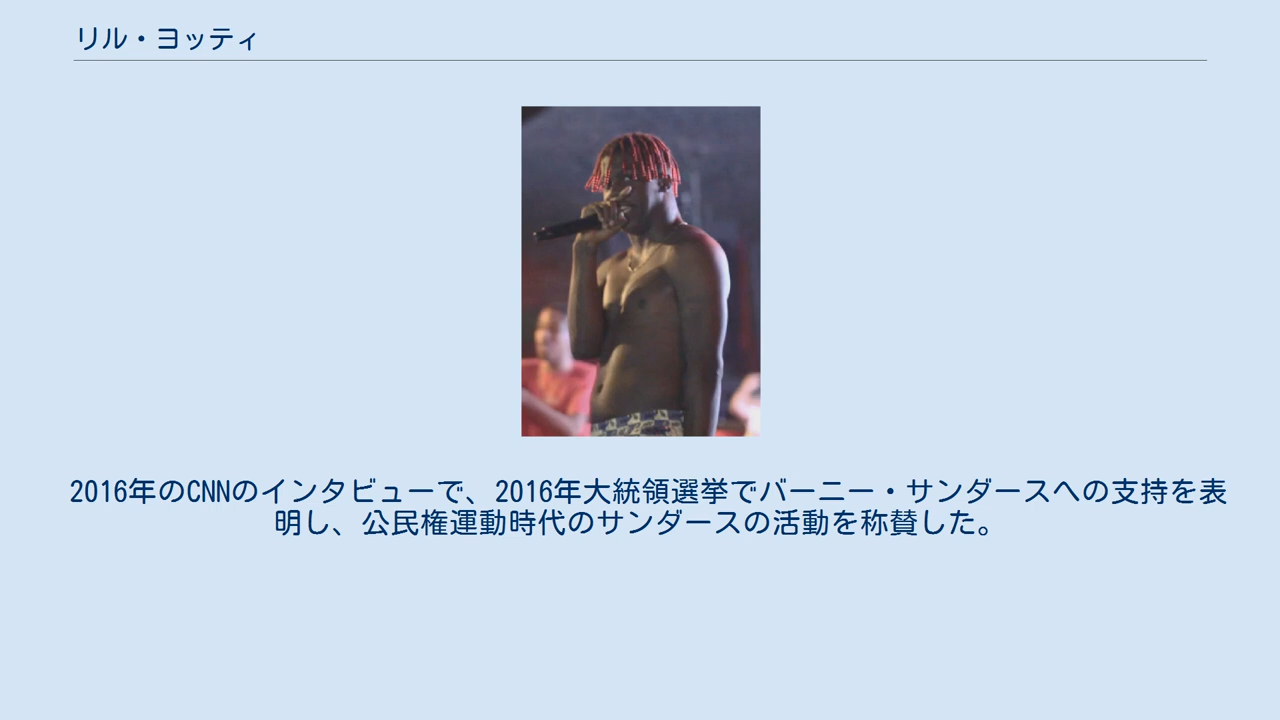 リル・ヨッティ
2016年のCNNのインタビューで、2016年大統領選挙でバーニー・サンダースへの支持を表
明し、公民権運動時代のサンダースの活動を称賛した。